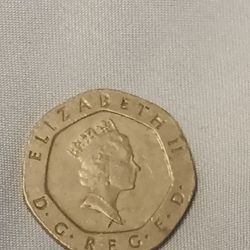 ELIZABETH II
D. G. REG. F. D.